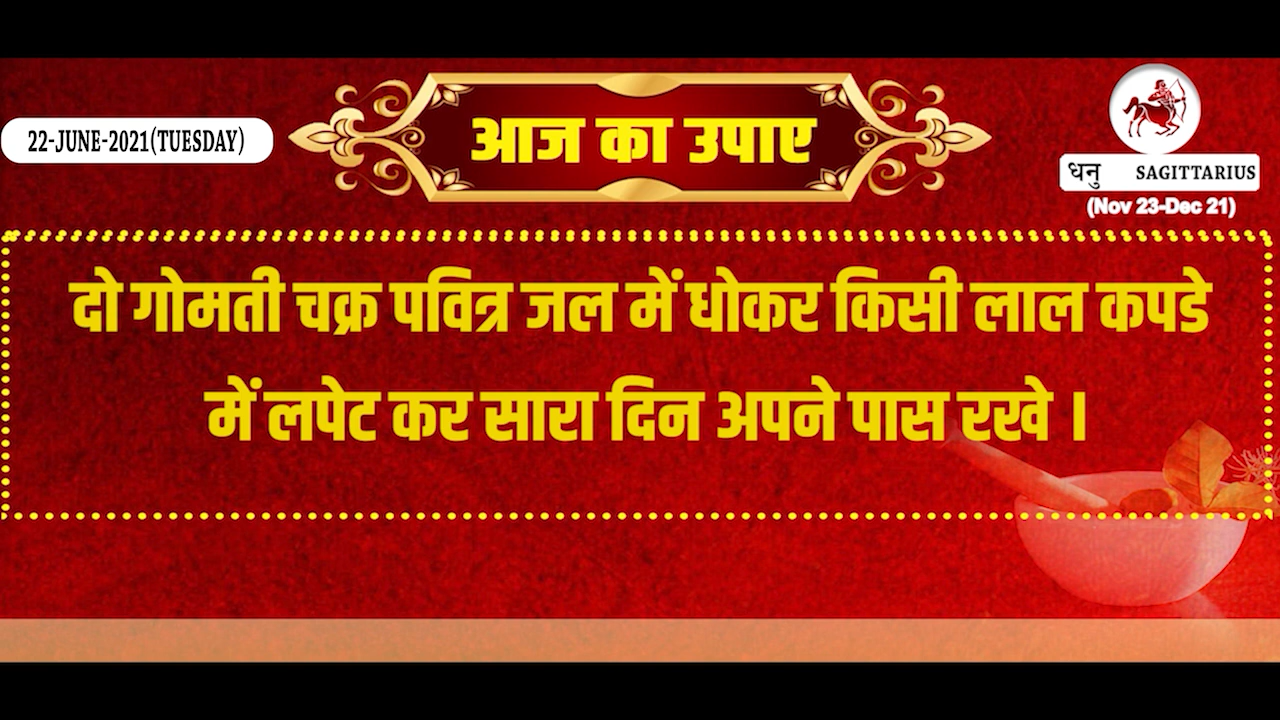 22-JUNE-2021(TUESDAY)
आज का उपाए
धनु SAGITTARIUS
(Nov 23-Dec 21)
दो गोमती चक्र पवित्र जल में धोकर किसी लाल कपडे
में लपेट कर सारा दिन अपने पास रखे ।